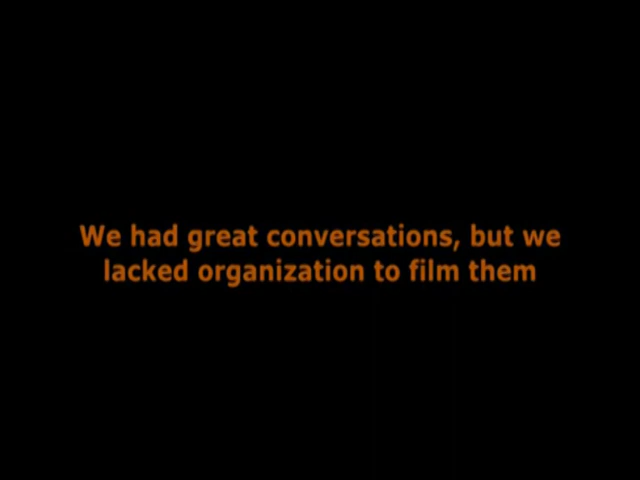 We had great conversations, but we
lacked organization to film them